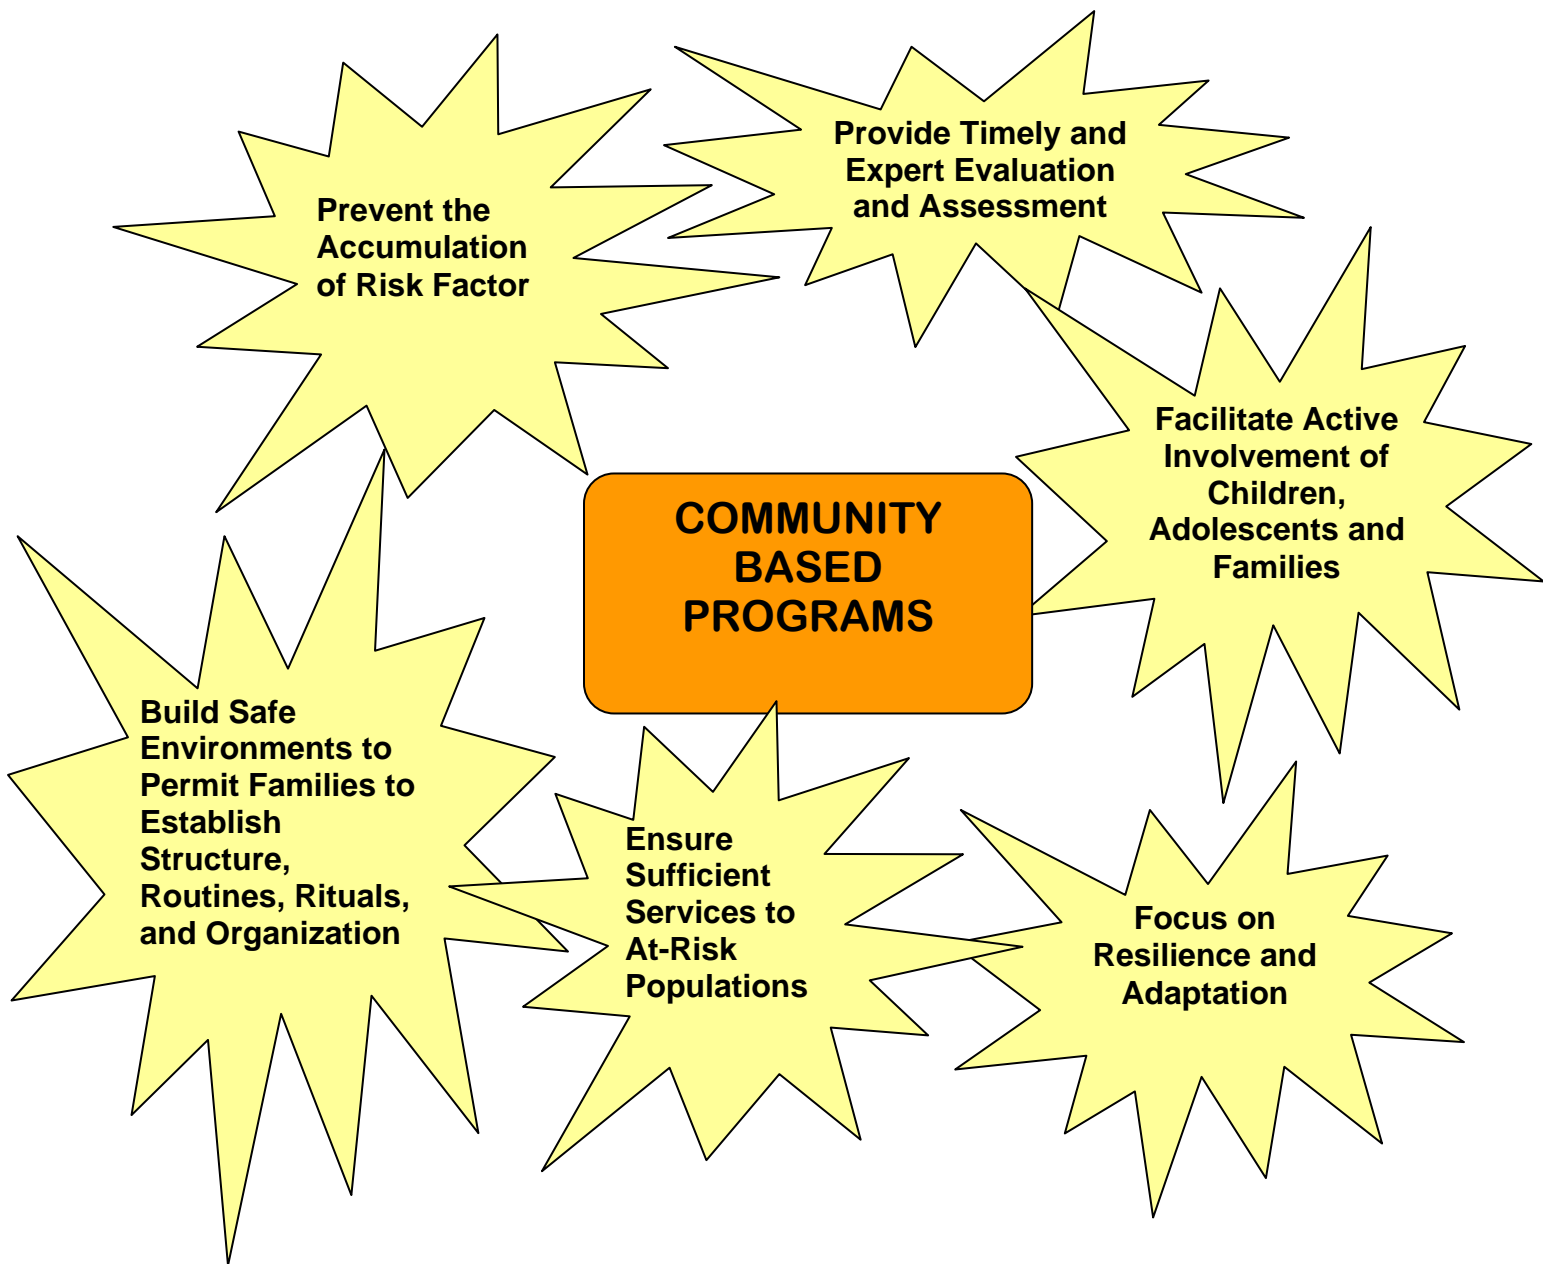 Prevent the
Accumulation
of Risk Factor
Provide Timely and
Expert Evaluation
and Assessment
Facilitate Active
Involvement of
Children,
Adolescents and
Families
COMMUNITY
BASED
PROGRAMS
Build Safe
Environments to
Permit Families to
Establish
Structure,
Routines, Rituals,
and Organization
Ensure
Sufficient
Services to
At-Risk
Populations
Focus on
Resilience and
Adaptation